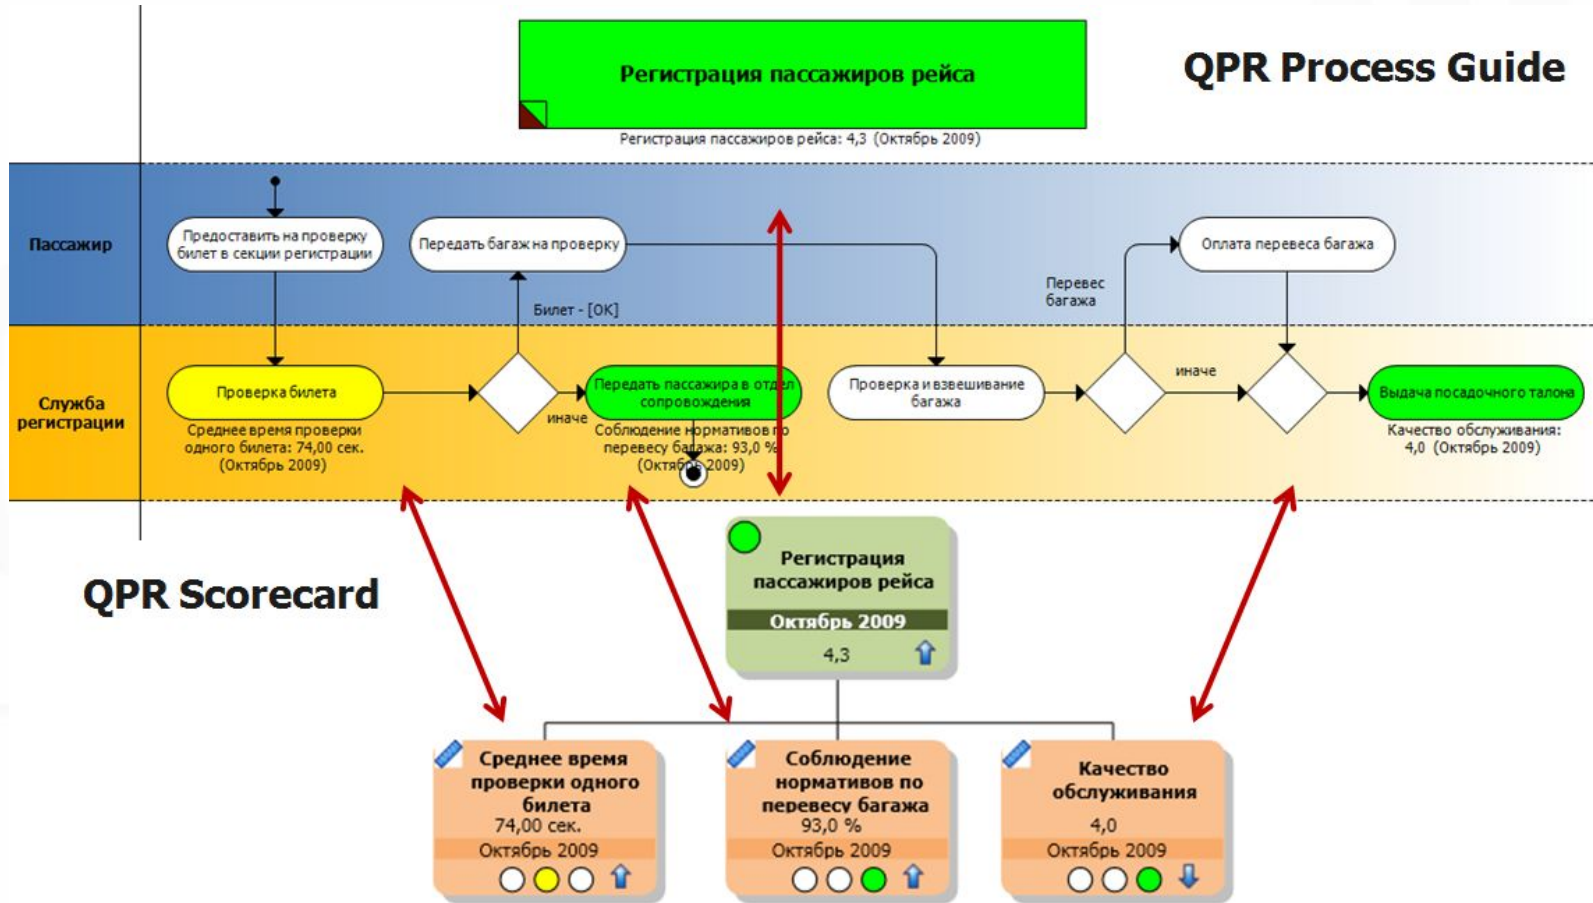 Регистрация пассажиров рейса
QPR Process Guide
Регистрация пассажиров рейса: 4,3 (Октябрь 2009)
Пассажир
Предоставить на проверку
билет в секции регистрации
Передать багаж на проверку
Оплата перевеса багажа
Перевес
багажа
Билет - [ОК]
Служба
регистрации
Проверка билета
иначе
Передать пассажира в отдел
сопровождения
Проверка и взвешивание
багажа
иначе
Выдача посадочного талона
Среднее время проверки
одного билета: 74,00 сек.
(Октябрь 2009)
Соблюдение нормативов по
перевесу багажа: 93,0 %
(Октябрь 2009)
Качество обслуживания:
4,0 (Октябрь 2009)
QPR Scorecard
Регистрация
пассажиров рейса
Октябрь 2009
4,3
Среднее время
проверки одного
билета
74,00 сек.
Октябрь 2009
Соблюдение
нормативов по
перевесу багажа
93,0 %
Октябрь 2009
Качество
обслуживания
4,0
Октябрь 2009